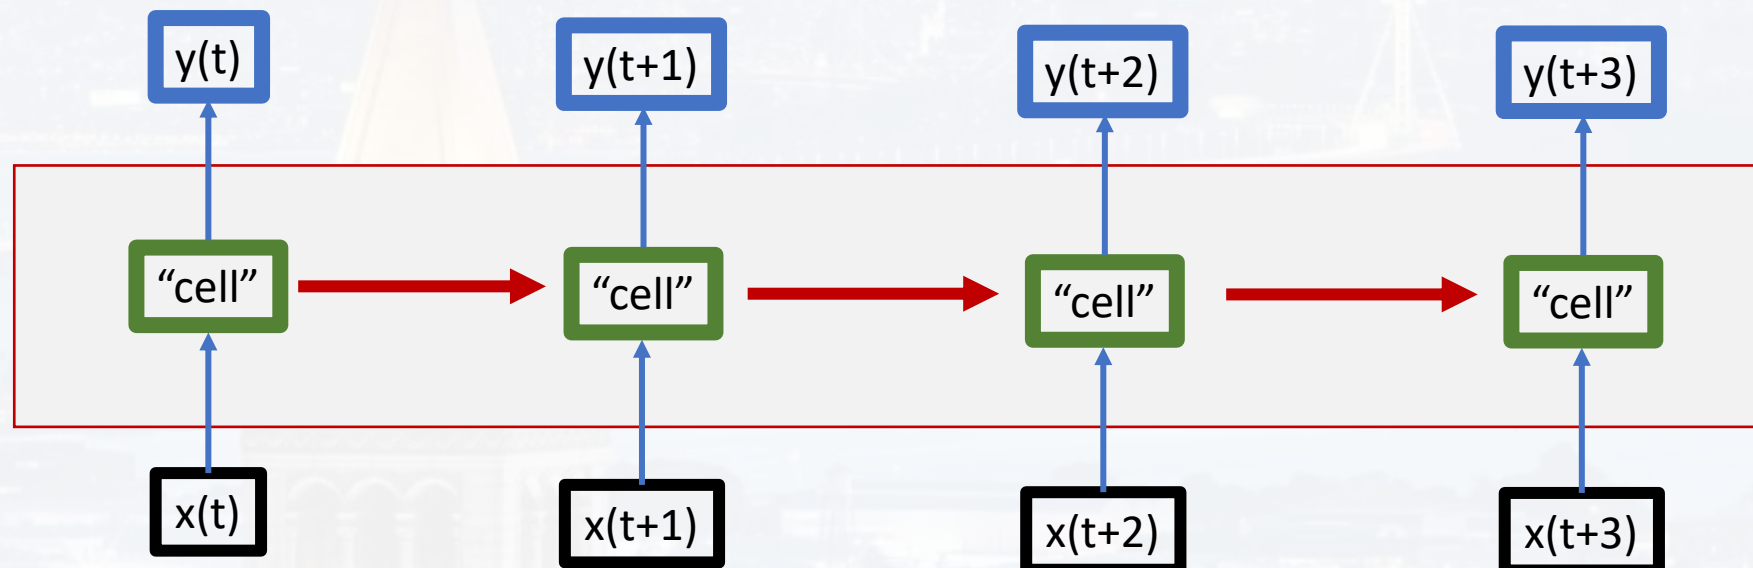 y(t)
y(t+1)
y(t+2)
y(t+3)
“cell”
“cell”
“cell”
“cell”
x(t)
x(t+1)
x(t+2)
x(t+3)